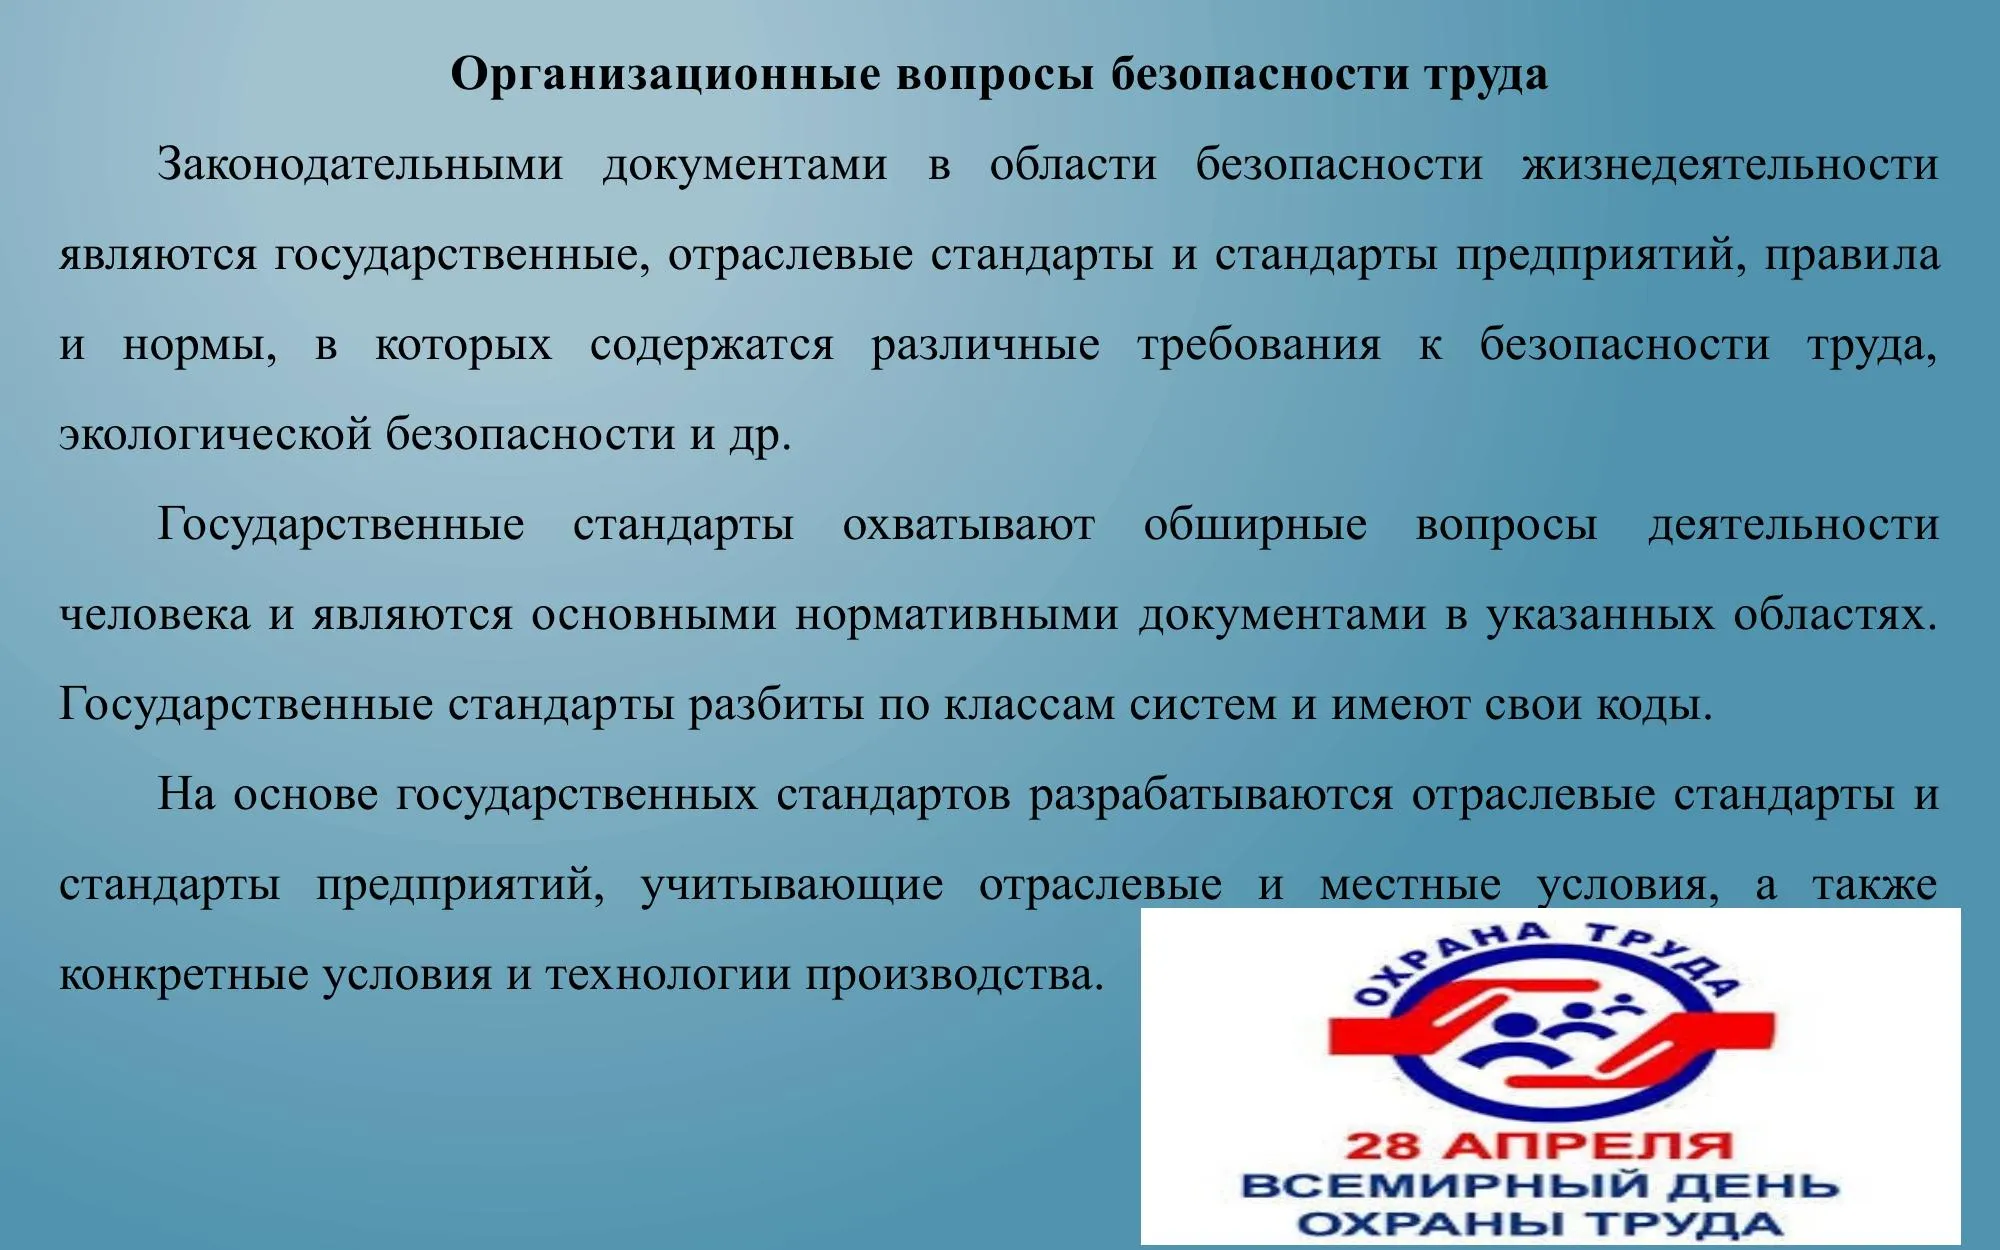 Организационные вопросы безопасности труда
Законодательными документами в области безопасности жизнедеятельности
являются государственные, отраслевые стандарты и стандарты предприятий, правила
и нормы, в которых содержатся различные требования к безопасности труда,
экологической безопасности и др.
Государственные стандарты охватывают обширные вопросы деятельности
человека и являются основными нормативными документами в указанных областях.
Государственные стандарты разбиты по классам систем и имеют свои коды.
На основе государственных стандартов разрабатываются отраслевые стандарты и
стандарты предприятий, учитывающие отраслевые и местные условия, а также
конкретные условия и технологии производства.
ОХРАНА ТРУДА
28 АПРЕЛЯ
ВСЕМИРНЫЙ ДЕНЬ
ОХРАНЫ ТРУДА